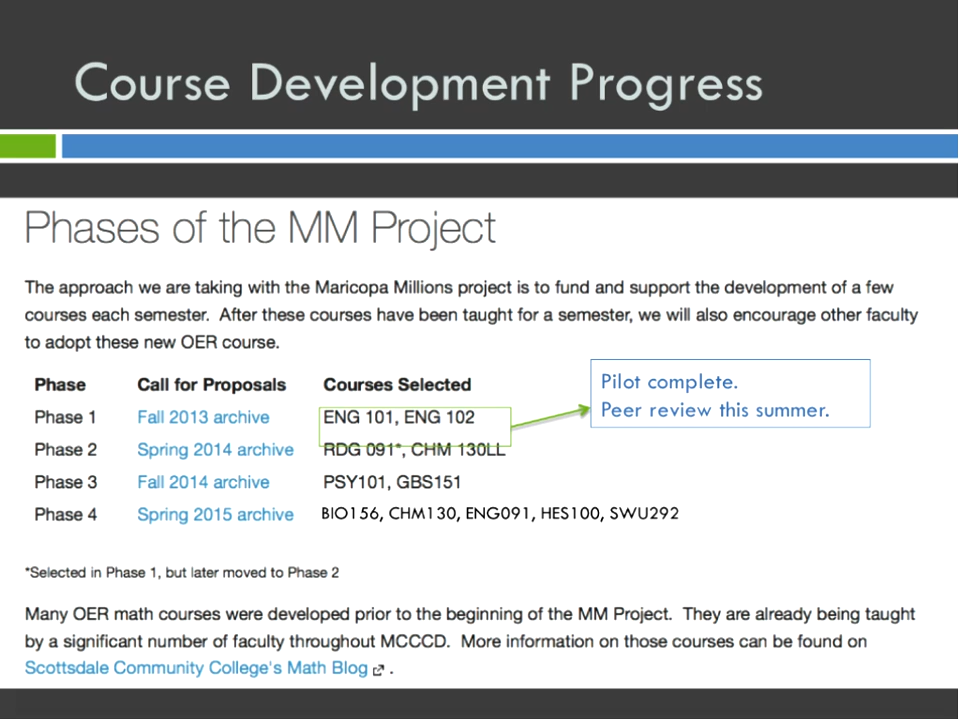 Course Development Progress
Phases of the MM Project
The approach we are taking with the Maricopa Millions project is to fund and support the development of a few
courses each semester. After these courses have been taught for a semester, we will also encourage other faculty
to adopt these new OER course.
Phase Call for Proposals Courses Selected
Phase 1 Fall 2013 archive ENG 101, ENG 102
Phase 2 Spring 2014 archive RDG 091*, CHM 130LL
Phase 3 Fall 2014 archive PSY101, GBS151
Phase 4 Spring 2015 archive BIO156, CHM130, ENG091, HES100, SWU292
Pilot complete.
Peer review this summer.
*Selected in Phase 1, but later moved to Phase 2
Many OER math courses were developed prior to the beginning of the MM Project. They are already being taught
by a significant number of faculty throughout MCCCD. More information on those courses can be found on
Scottsdale Community College's Math Blog .